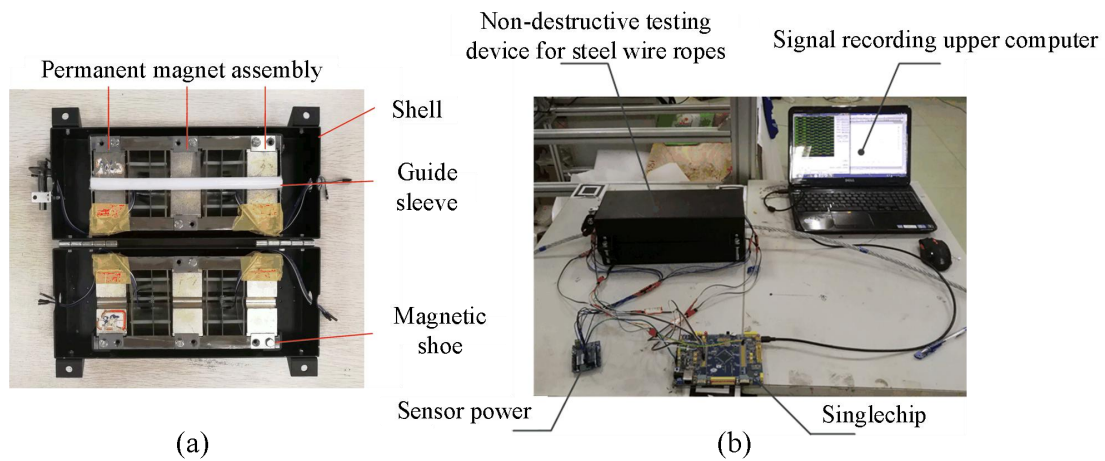 Non-destructive testing
device for steel wire ropes
Signal recording upper computer
Permanent magnet assembly
Shell
Guide
sleeve
Magnetic
shoe
Sensor power
Singlechip
(a)
(b)